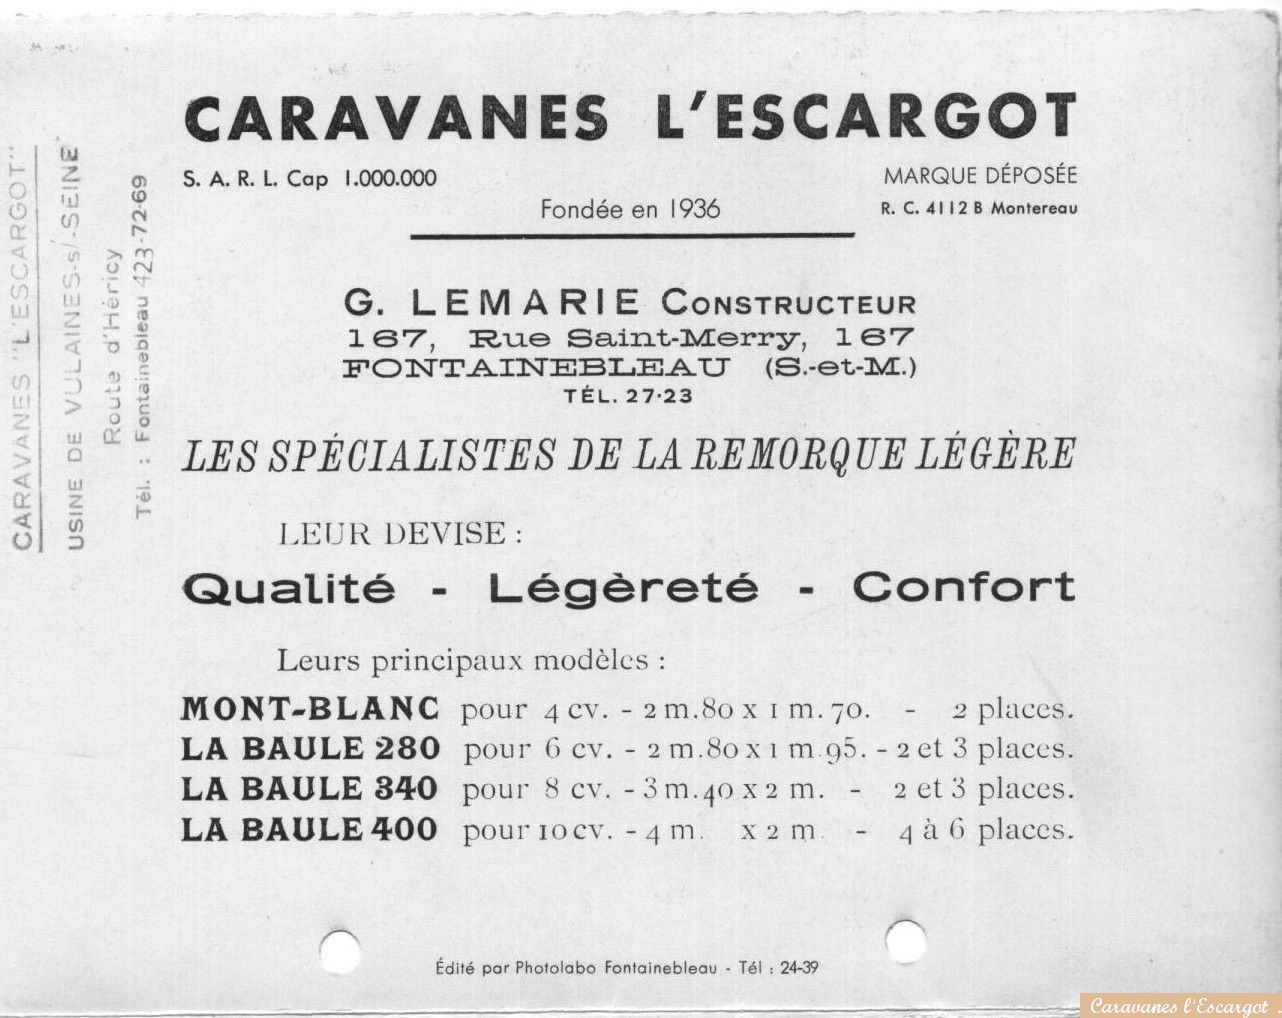 CARAVANES L'ESCARGOT
S. A. R. L. Cap 1.000.000
MARQUE DÉPOSÉE
Fondée en 1936
R. C. 4112 B Montereau
G. LEMARIE CONSTRUCTEUR
167, Rue Saint-Merry, 167
FONTAINEBLEAU (S.-et-M.)
TÉL. 27-23
LES SPÉCIALISTES DE LA REMORQUE LÉGÈRE
LEUR DEVISE :
Qualité - Légèreté - Confort
Leurs principaux modèles :
MONT-BLANC pour 4 cv. - 2 m.80 x 1 m. 70. - 2 places.
LA BAULE 280 pour 6 cv. - 2 m.80 x 1 m.95. - 2 et 3 places.
LA BAULE 340 pour 8 cv. - 3 m.40 x 2 m. - 2 et 3 places.
LA BAULE 400 pour 10 cv. - 4 m. x 2 m. - 4 à 6 places.
Édité par Photolabo Fontainebleau - Tél : 24-39
CARAVANES "L'ESCARGOT"
USINE DE VULAINES-s/-SEINE
Route d'Héricy
Tél. : Fontainebleau 423-72-69
Caravanes l'Escargot